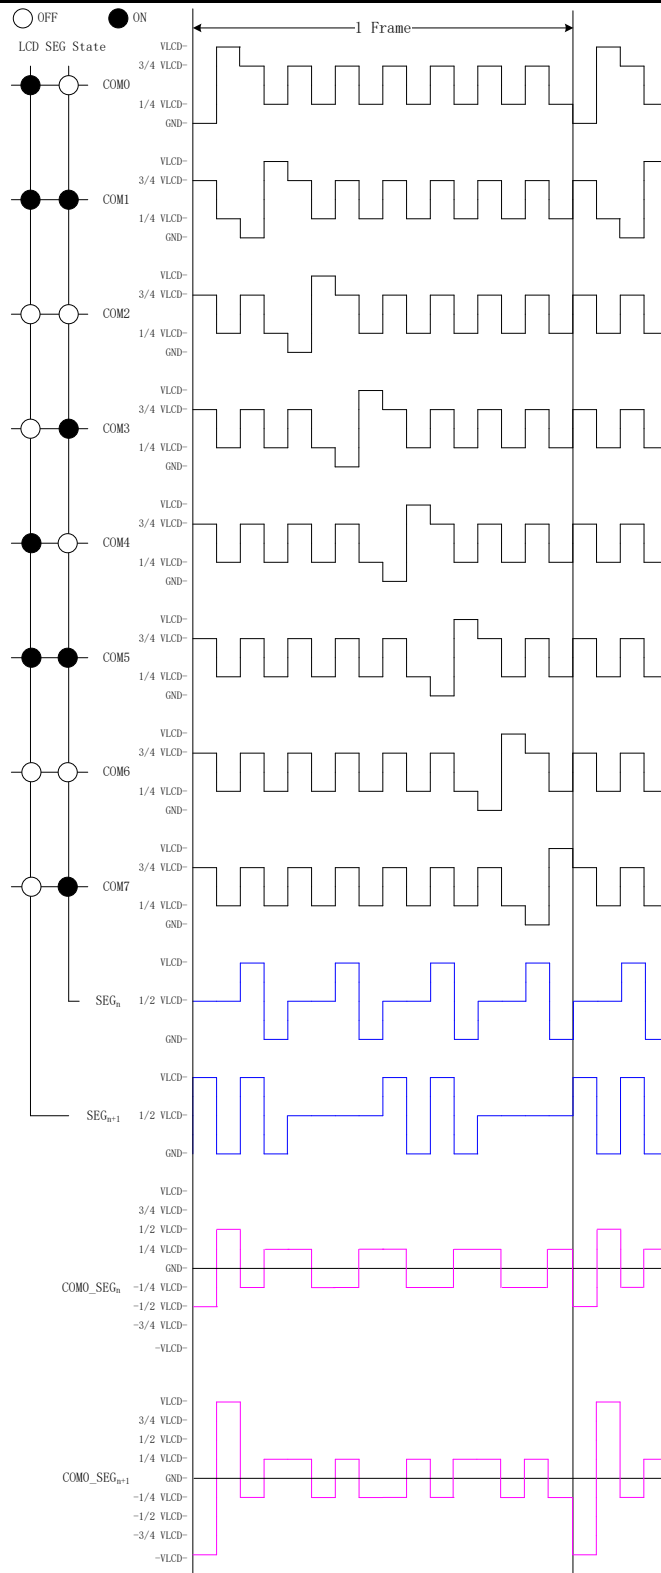 OFF ON
1 Frame
LCD SEG State
VLCD
3/4 VLCD
COM0
1/4 VLCD
GND
VLCD
3/4 VLCD
COM1
1/4 VLCD
GND
VLCD
3/4 VLCD
COM2
1/4 VLCD
GND
VLCD
3/4 VLCD
COM3
1/4 VLCD
GND
VLCD
3/4 VLCD
COM4
1/4 VLCD
GND
VLCD
3/4 VLCD
COM5
1/4 VLCD
GND
VLCD
3/4 VLCD
COM6
1/4 VLCD
GND
VLCD
3/4 VLCD
COM7
1/4 VLCD
GND
VLCD
SEGn 1/2 VLCD
GND
VLCD
SEGn+1 1/2 VLCD
GND
VLCD
3/4 VLCD
1/2 VLCD
1/4 VLCD
GND
COM0_SEGn -1/4 VLCD
-1/2 VLCD
-3/4 VLCD
-VLCD
VLCD
3/4 VLCD
1/2 VLCD
1/4 VLCD
COM0_SEGn+1 GND
-1/4 VLCD
-1/2 VLCD
-3/4 VLCD
-VLCD